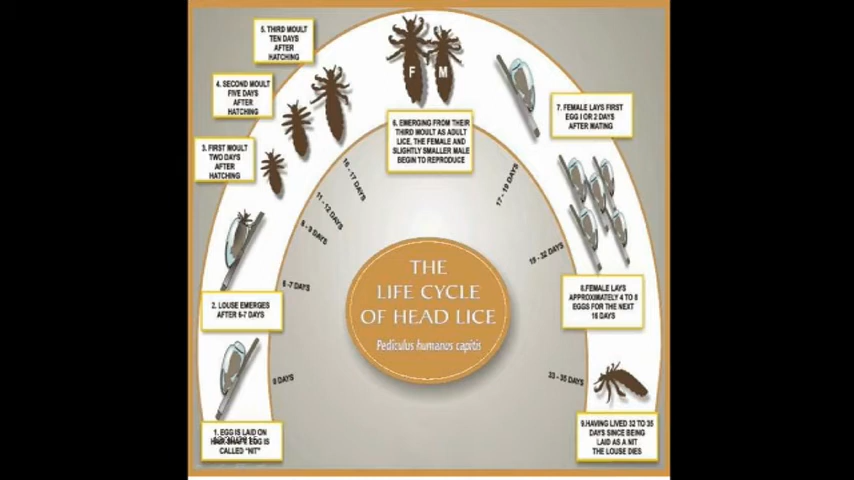 5. THIRD MOULT
TEN DAYS
AFTER
HATCHING
4. SECOND MOULT
FIVE DAYS
AFTER
HATCHING
3. FIRST MOULT
TWO DAYS
AFTER
HATCHING
2. LOUSE EMERGES
AFTER 6-7 DAYS
1. EGG IS LAID ON
HAIR SHAFT EGG IS
CALLED "NIT"
F M
6. EMERGING FROM THEIR
THIRD MOULT AS ADULT
LICE, THE FEMALE AND
SLIGHTLY SMALLER MALE
BEGIN TO REPRODUCE
7. FEMALE LAYS FIRST
EGG I OR 2 DAYS
AFTER MATING
8.FEMALE LAYS
APPROXIMATELY 4 TO 8
EGGS FOR THE NEXT
16 DAYS
9.HAVING LIVED 32 TO 35
DAYS SINCE BEING
LAID AS A NIT
THE LOUSE DIES
0 DAYS
6 -7 DAYS
8 - 9 DAYS
11 - 12 DAYS
16 - 17 DAYS
17 - 19 DAYS
19 - 32 DAYS
33 - 35 DAYS
THE
LIFE CYCLE
OF HEAD LICE
Pediculus humanus capitis